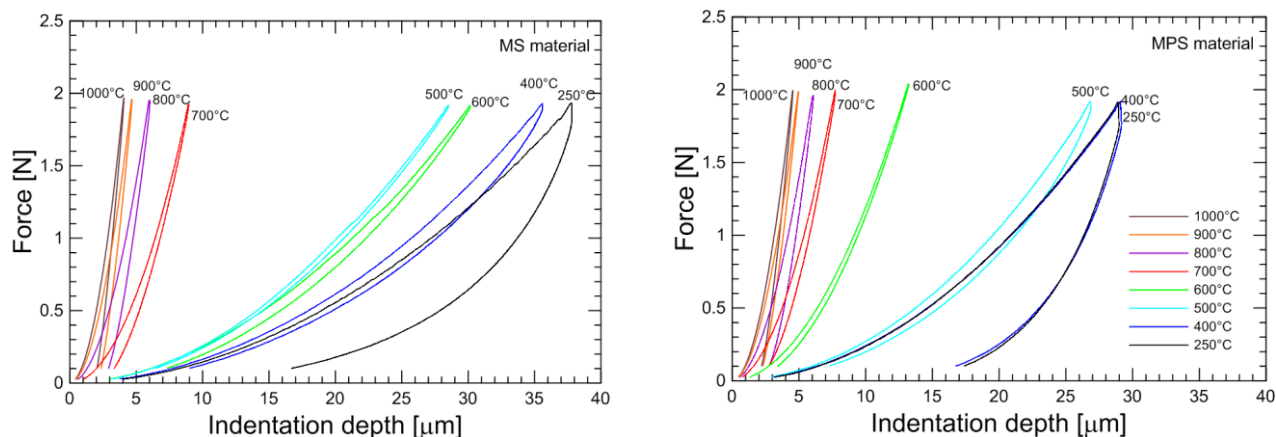 2.5
2
1.5
1
0.5
0
Force [N]
MS material
1000°C
900°C
800°C
700°C
500°C
600°C
400°C
250°C
0 5 10 15 20 25 30 35 40
Indentation depth [µm]
2.5
2
1.5
1
0.5
0
Force [N]
MPS material
900°C
1000°C
800°C
700°C
600°C
500°C
400°C
250°C
1000°C
900°C
800°C
700°C
600°C
500°C
400°C
250°C
0 5 10 15 20 25 30 35 40
Indentation depth [µm]